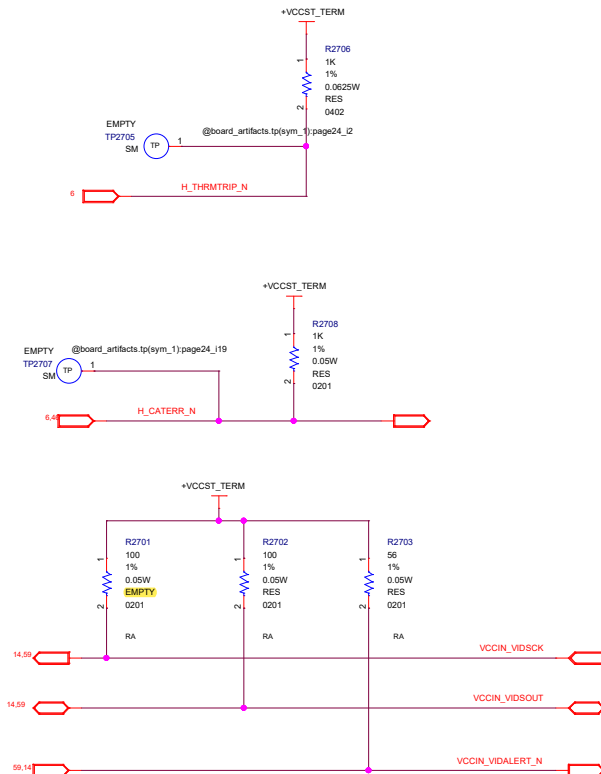 +VCCST_TERM
R2706
1
1K
1%
0.0625W
RES
2
0402
EMPTY
@board_artifacts.tp(sym_1):page24_i2
TP2705
TP
1
SM
6
H_THRMTRIP_N
+VCCST_TERM
R2708
1
1K
1%
0.05W
RES
2
0201
EMPTY
@board_artifacts.tp(sym_1):page24_i19
TP2707
TP
1
SM
H_CATERR_N
+VCCST_TERM
R2701
1
100
1%
0.05W
EMPTY
2
0201
RA
R2702
1
100
1%
0.05W
RES
2
0201
RA
R2703
1
56
1%
0.05W
RES
2
0201
RA
14,59
VCCIN_VIDSCK
14,59
VCCIN_VIDSOUT
59,14
VCCIN_VIDALERT_N